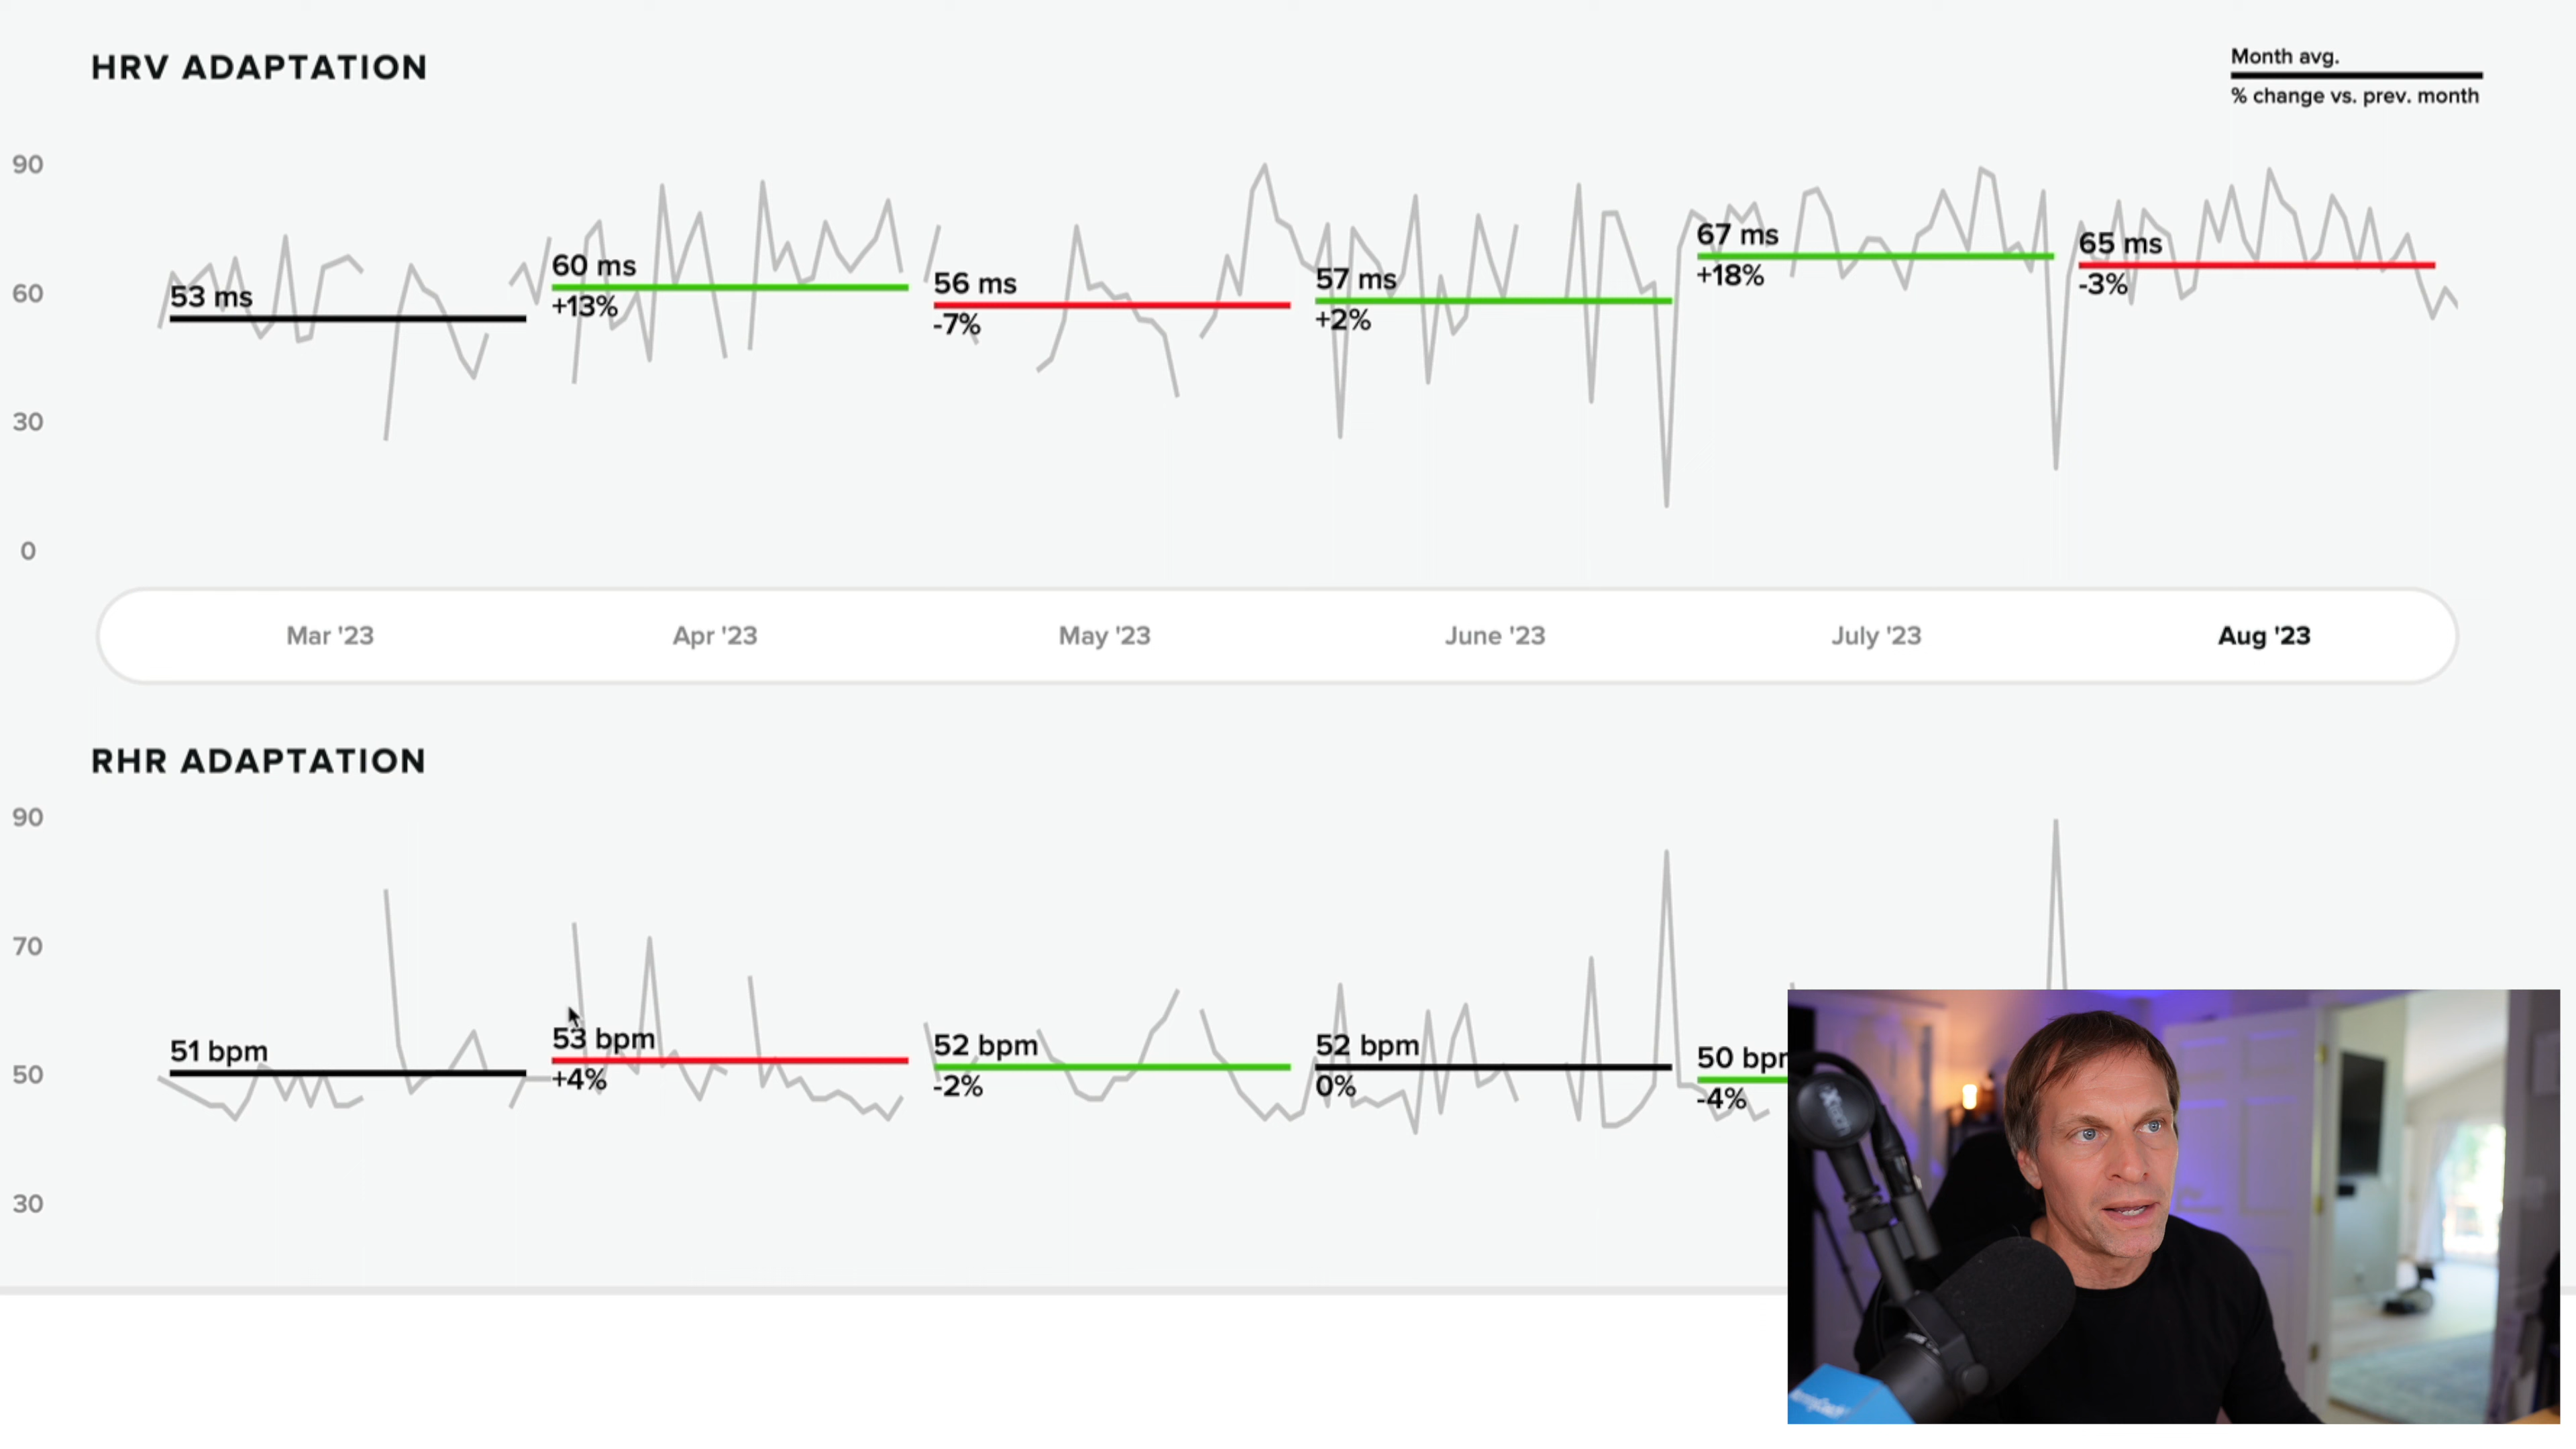 HRV ADAPTATION
Month avg.
% change vs. prev. month
90
60
30
0
53 ms
60 ms
+13%
56 ms
-7%
57 ms
+2%
67 ms
+18%
65 ms
-3%
Mar '23
Apr '23
May '23
June '23
July '23
Aug '23
RHR ADAPTATION
90
70
50
30
51 bpm
53 bpm
+4%
52 bpm
-2%
52 bpm
0%
50
-4%